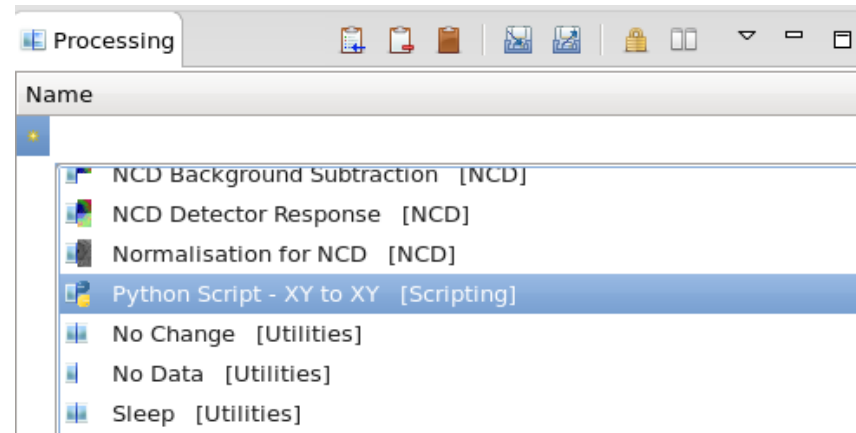 Processing
Name
NCD Background Subtraction [NCD]
NCD Detector Response [NCD]
Normalisation for NCD [NCD]
Python Script - XY to XY [Scripting]
No Change [Utilities]
No Data [Utilities]
Sleep [Utilities]